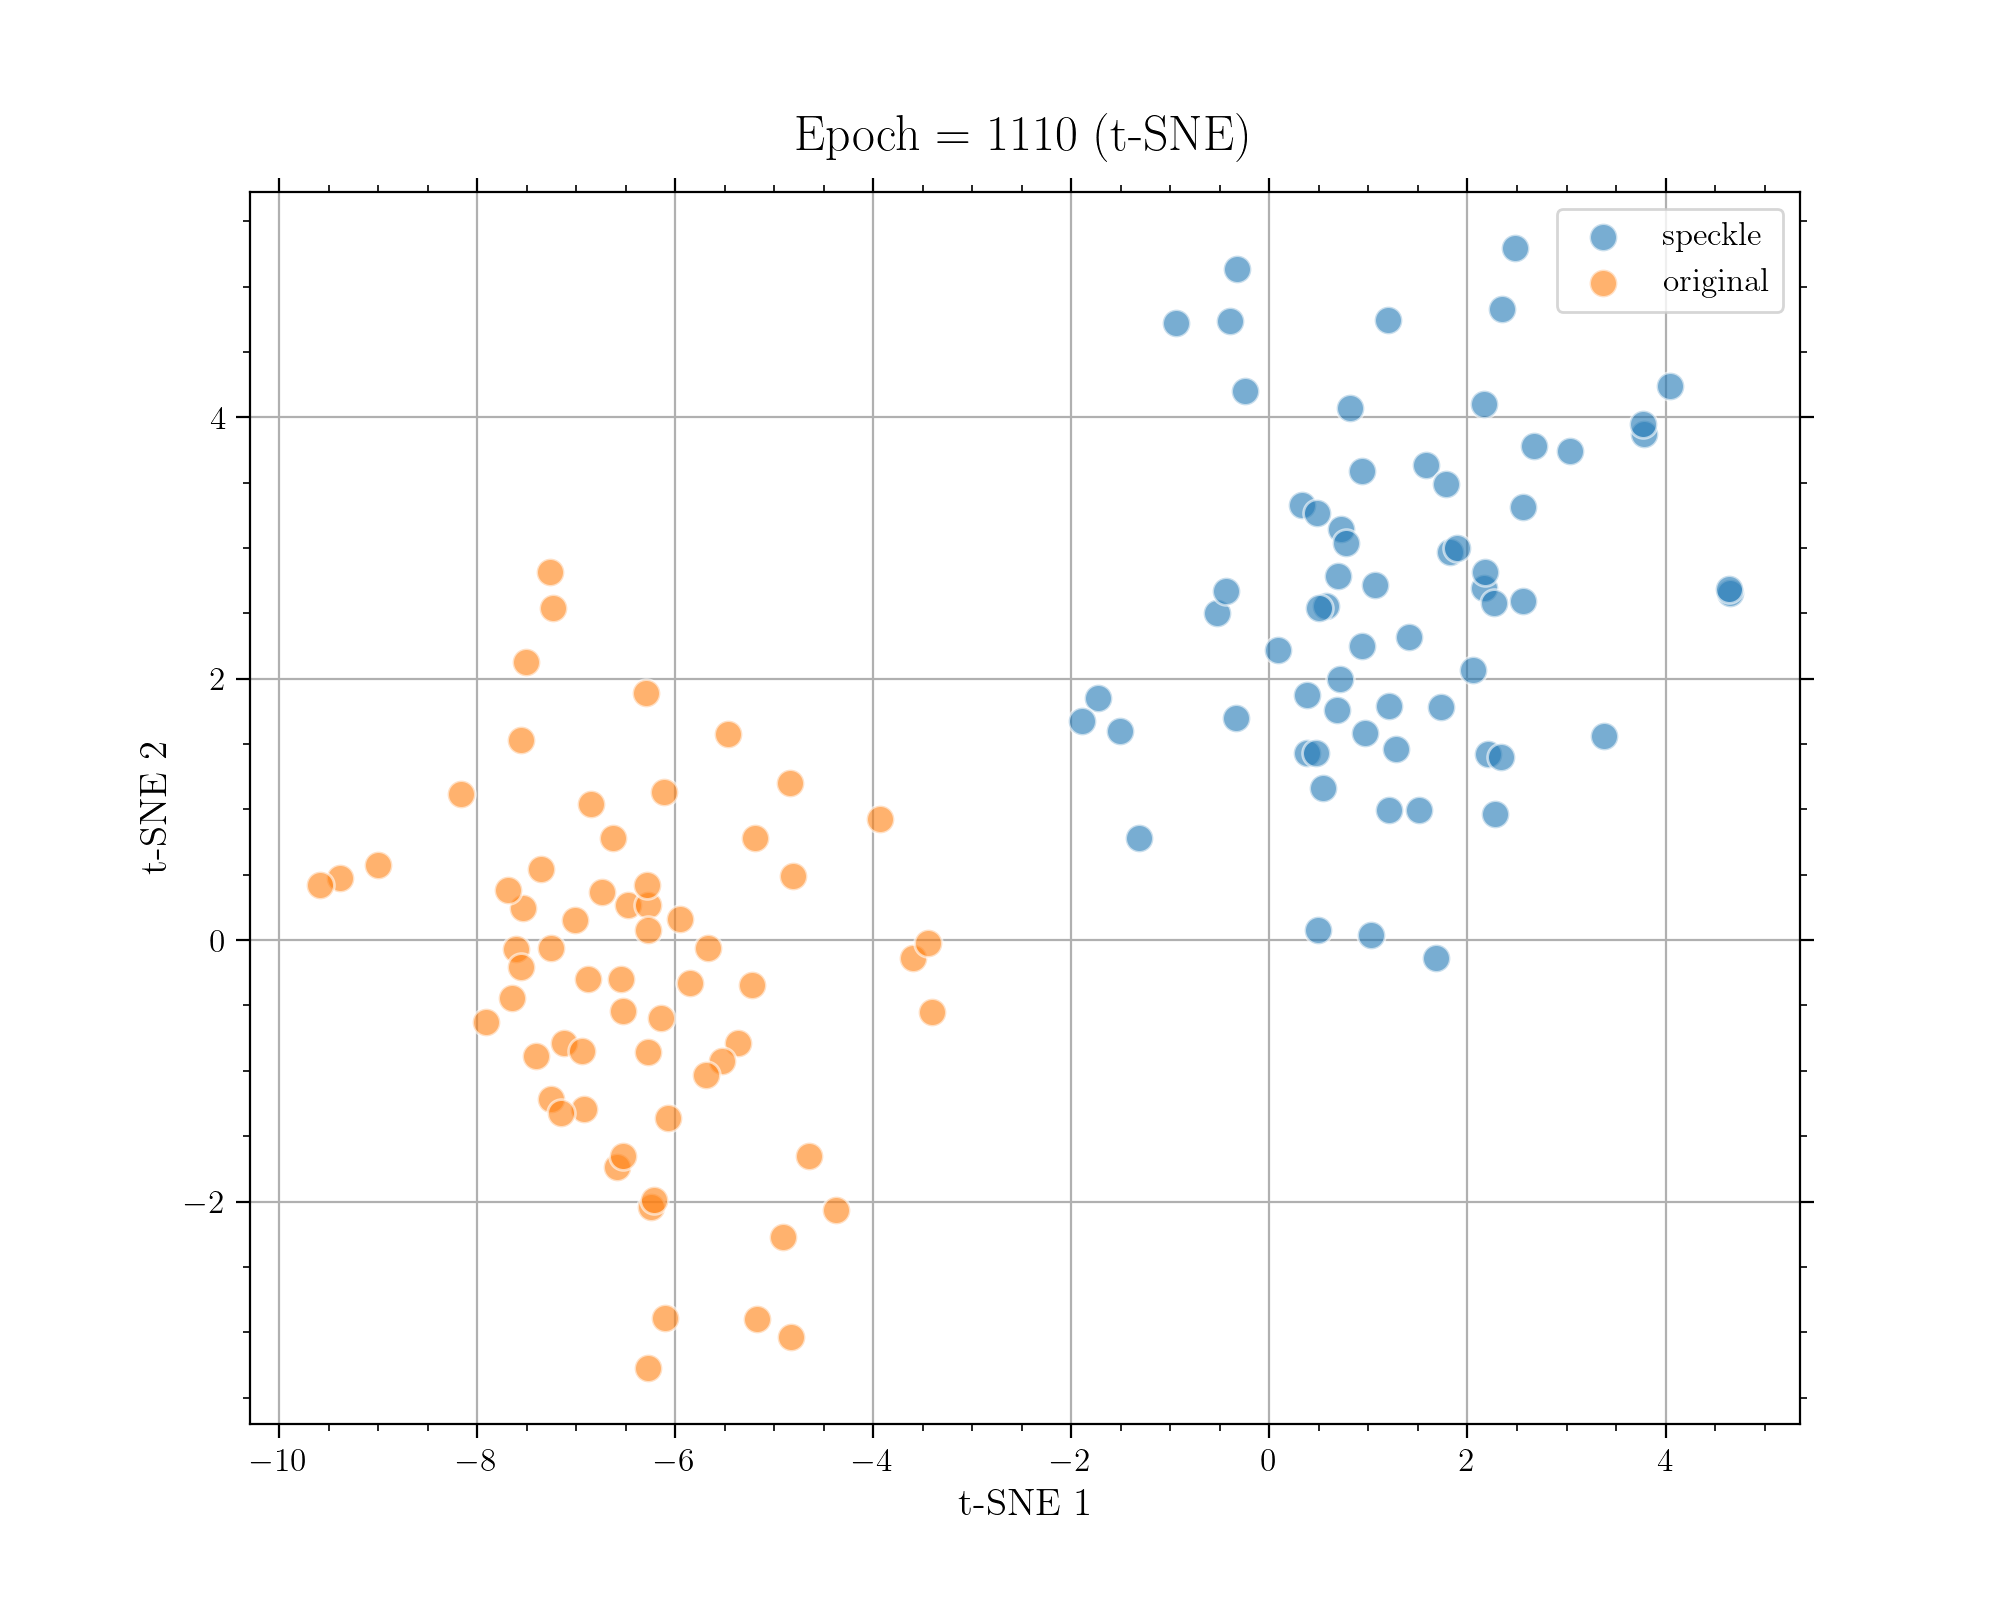 Epoch = 1110 (t-SNE)
speckle
original
4
2
0
−2
t-SNE 2
−10 −8 −6 −4 −2 0 2 4
t-SNE 1